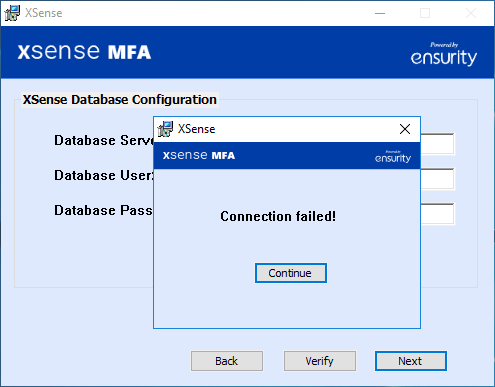 XSense
xsense MFA
Powered by
ensurity
XSense Database Configuration
Database Serve
Database User
Database Pass
XSense
xsense MFA
Powered by
ensurity
Connection failed!
Continue
Back
Verify
Next